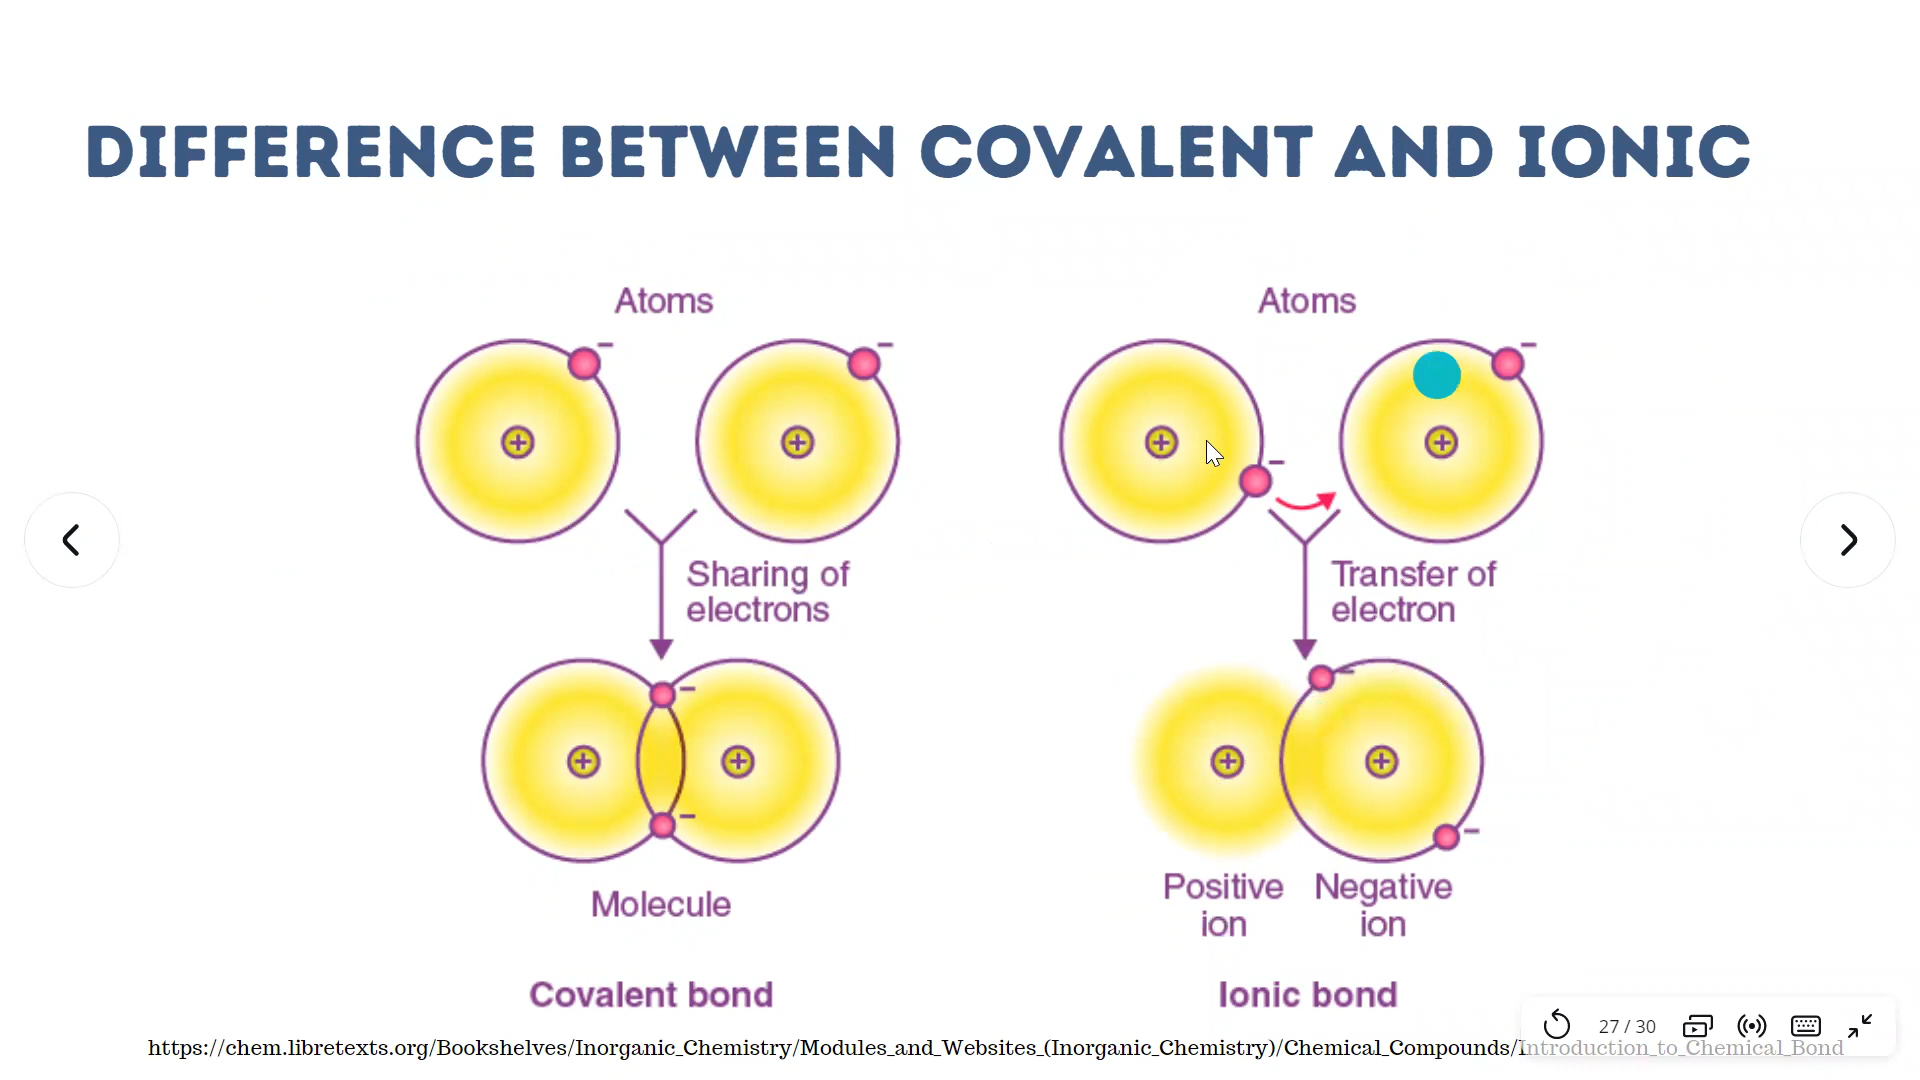 DIFFERENCE BETWEEN COVALENT AND IONIC
Atoms
Atoms
Sharing of
electrons
Transfer of
electron
Molecule
Positive
ion
Negative
ion
Covalent bond
Ionic bond
27 / 30
https://chem.libretexts.org/Bookshelves/Inorganic_Chemistry/Modules_and_Websites_(Inorganic_Chemistry)/Chemical_Compounds/Introduction_to_Chemical_Bond